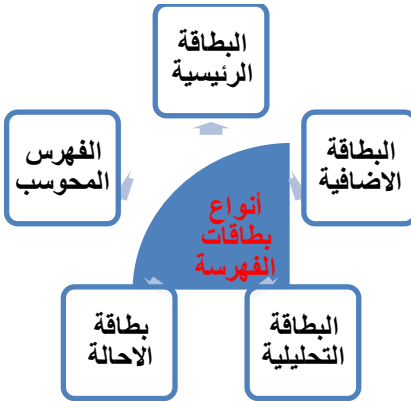 البطاقة
الرئيسية
البطاقة
الاضافية
الفهرس
المحوسب
أنواع
بطاقات
الفهرسة
البطاقة
التحليلية
بطاقة
الاحالة